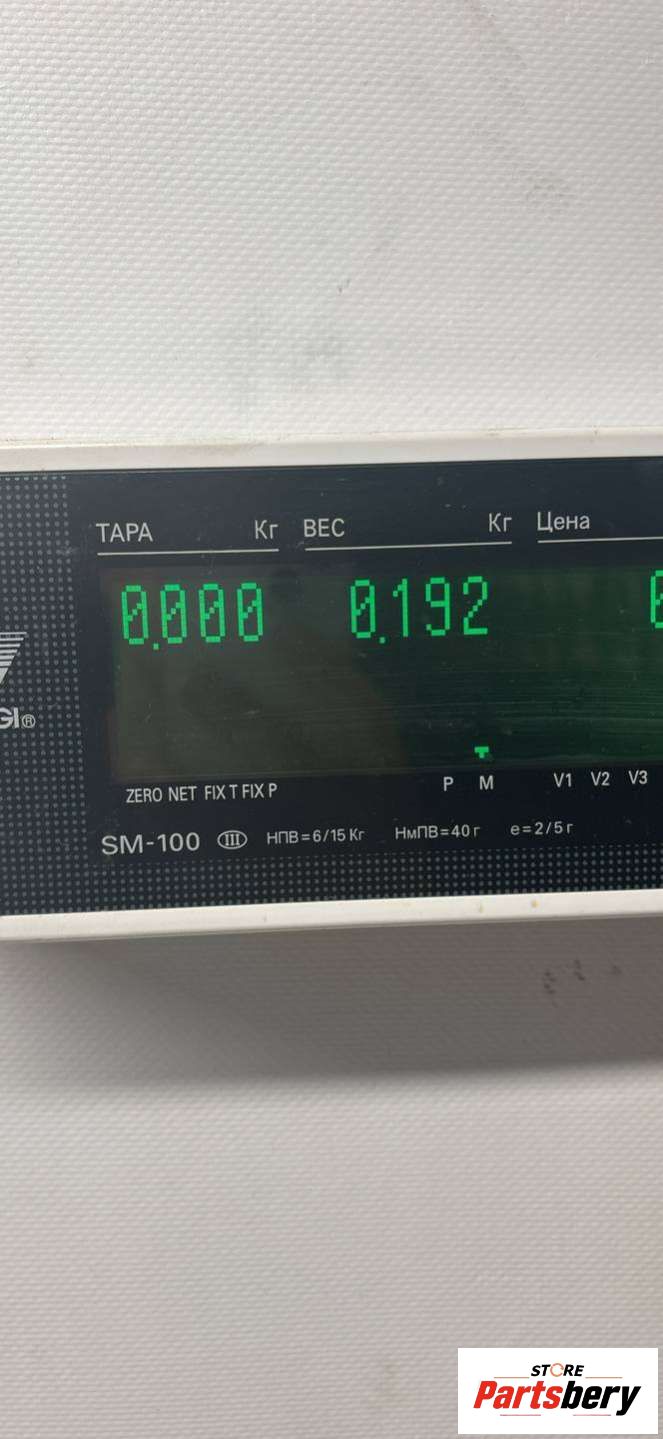 ТАРА Кг ВЕС Кг Цена
0.000 0.192
GI®
ZERO NET FIX T FIX P P M V1 V2 V3
SM-100 III НПВ=6/15 Кг НмПВ=40 г е=2/5 г
STORE
Partsbery